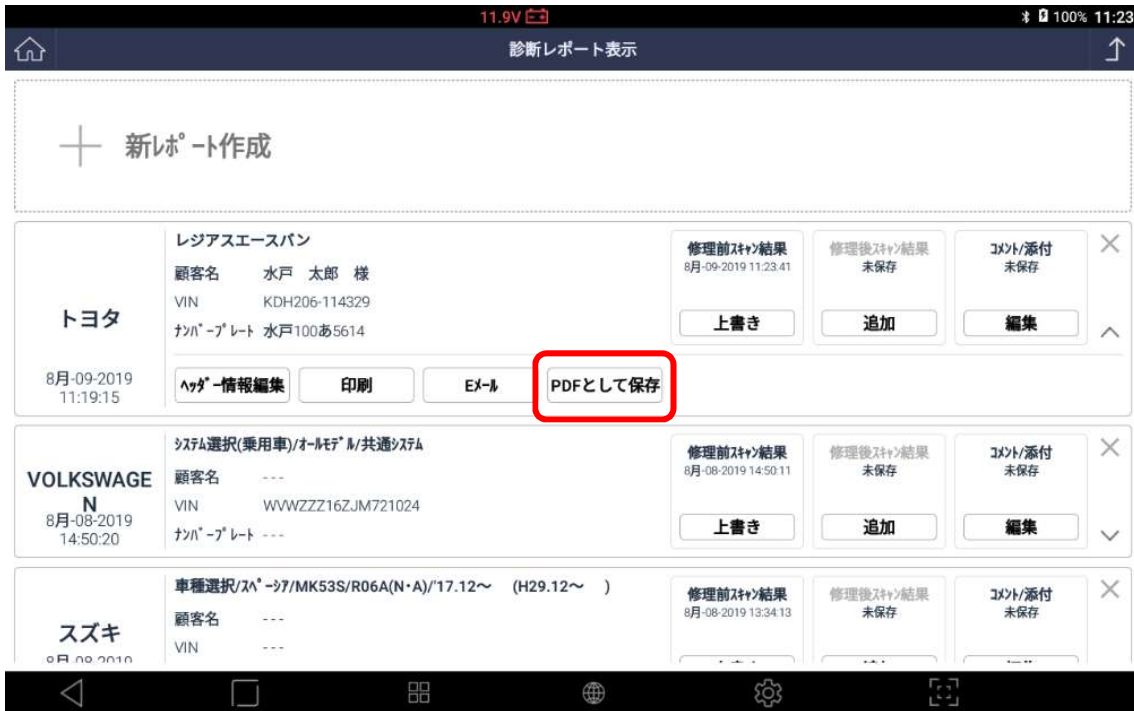 11.9V
100% 11:23
診断レポート表示
新ﾚﾎﾟｰﾄ作成
トヨタ
8月-09-2019
11:19:15
レジアスエースバン
顧客名 水戸 太郎 様
VIN KDH206-114329
ﾅﾝﾊﾞｰﾌﾟﾚｰﾄ 水戸100あ5614
修理前ｽｷｬﾝ結果
8月-09-2019 11:23:41
上書き
修理後ｽｷｬﾝ結果
未保存
追加
ｺﾒﾝﾄ/添付
未保存
編集
ﾍｯﾀﾞｰ情報編集
印刷
Eﾒｰﾙ
PDFとして保存
VOLKSWAGE
N
8月-08-2019
14:50:20
ｼｽﾃﾑ選択(乗用車)/ｵｰﾙﾓﾃﾞﾙ/共通ｼｽﾃﾑ
顧客名 ---
VIN WVWZZZ16ZJM721024
ﾅﾝﾊﾞｰﾌﾟﾚｰﾄ ---
修理前ｽｷｬﾝ結果
8月-08-2019 14:50:11
上書き
修理後ｽｷｬﾝ結果
未保存
追加
ｺﾒﾝﾄ/添付
未保存
編集
スズキ
8月-08-2019
車種選択/ｽﾍﾟｰｼｱ/MK53S/R06A(N・A)/'17.12～ (H29.12～ )
顧客名 ---
VIN ---
修理前ｽｷｬﾝ結果
8月-08-2019 13:34:13
修理後ｽｷｬﾝ結果
未保存
ｺﾒﾝﾄ/添付
未保存